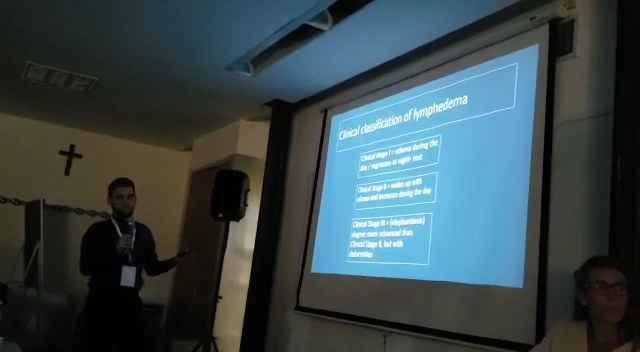 Clinical classification of lymphedema
Clinical stage I = edema during the
day / regression at night- rest
Clinical Stage II = wakes up with
edema and increases during the day
Clinical Stage III = (elephantiasis)
degree more advanced than
Clinical Stage II, but with
deformities